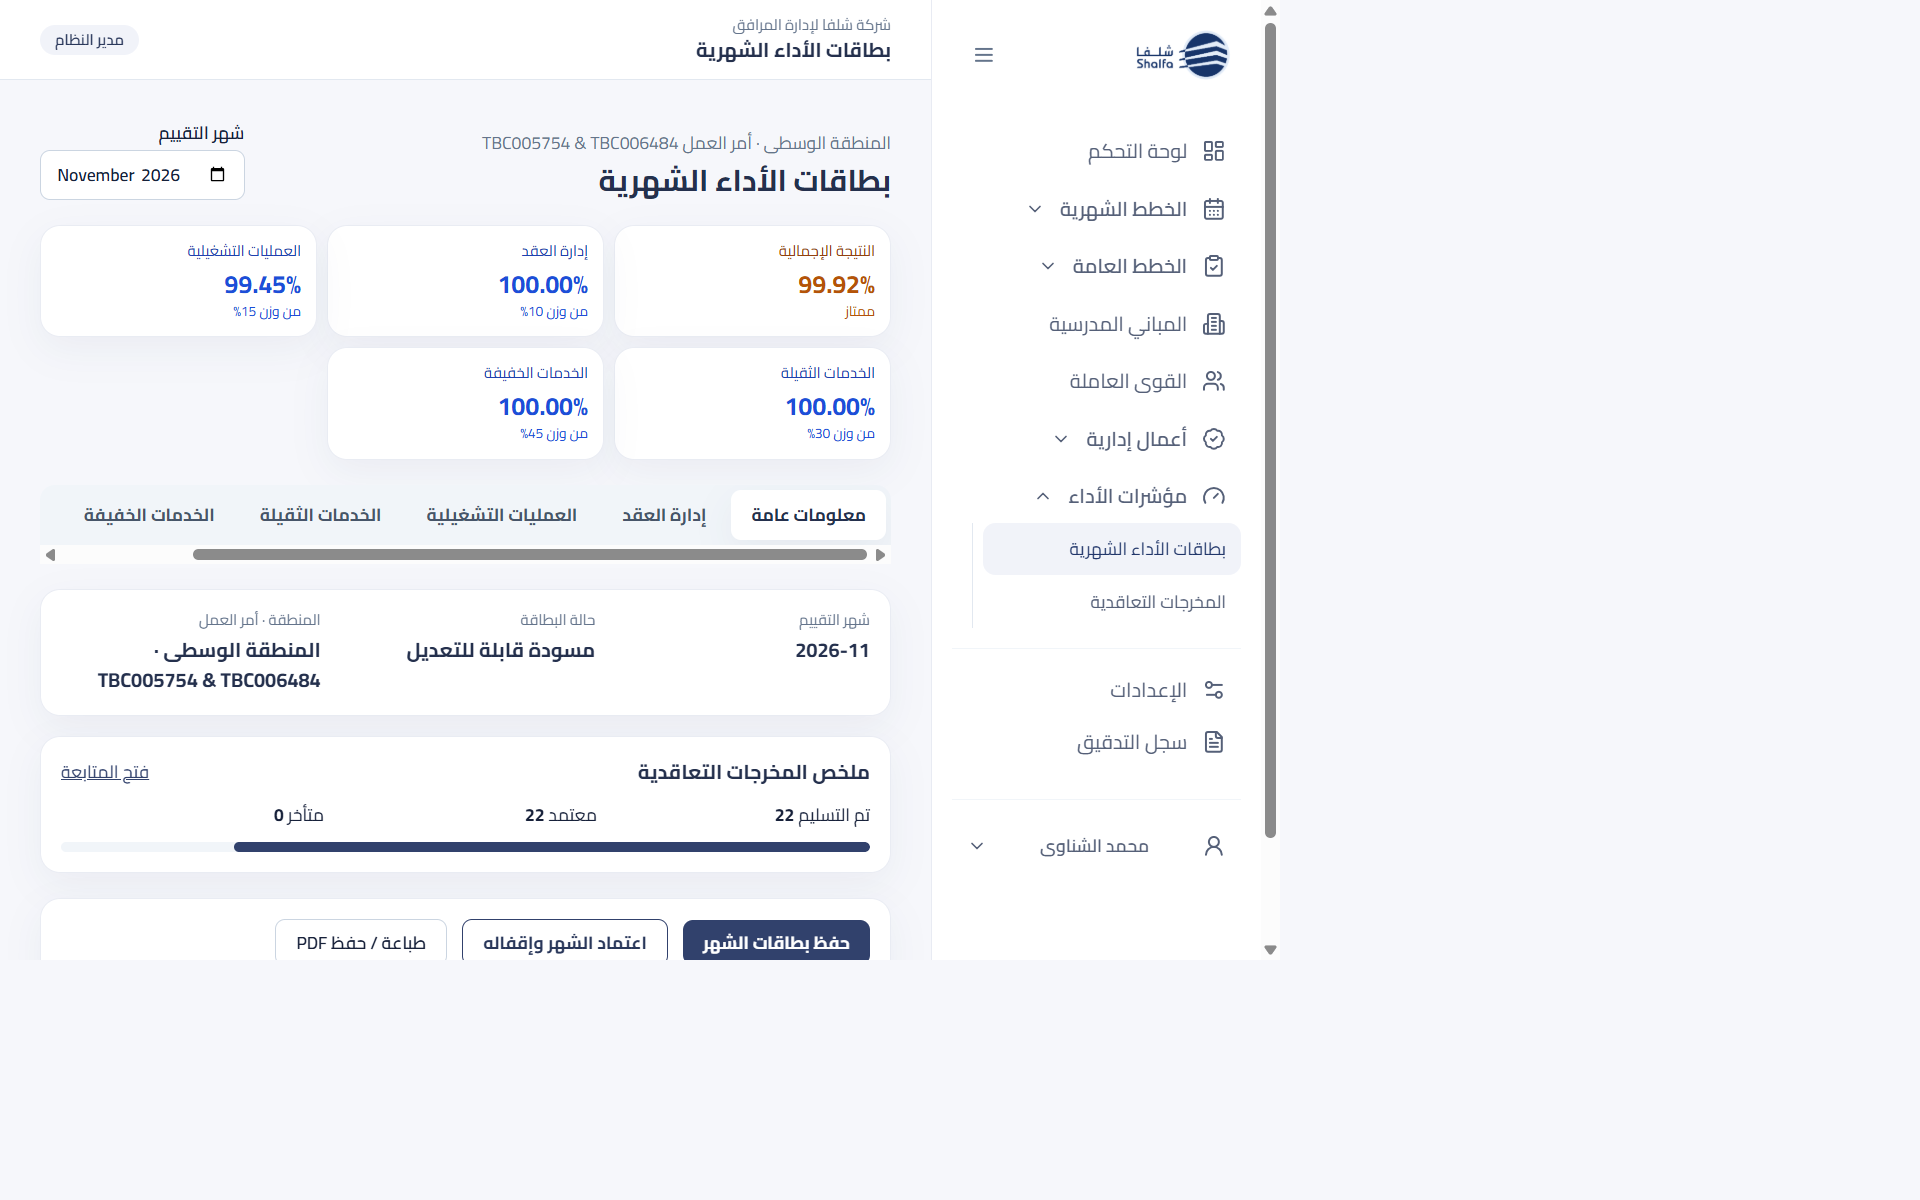 شلفا
Shalfa
لوحة التحكم
الخطط الشهرية
الخطط العامة
المباني المدرسية
القوى العاملة
أعمال إدارية
مؤشرات الأداء
بطاقات الأداء الشهرية
المخرجات التعاقدية
الإعدادات
سجل التدقيق
محمد الشناوى
شركة شلفا لإدارة المرافق
بطاقات الأداء الشهرية
مدير النظام
المنطقة الوسطى · أمر العمل TBC005754 & TBC006484
بطاقات الأداء الشهرية
شهر التقييم
November 2026
النتيجة الإجمالية
99.92%
ممتاز
إدارة العقد
100.00%
من وزن 10%
العمليات التشغيلية
99.45%
من وزن 15%
الخدمات الثقيلة
100.00%
من وزن 30%
الخدمات الخفيفة
100.00%
من وزن 45%
معلومات عامة
إدارة العقد
العمليات التشغيلية
الخدمات الثقيلة
الخدمات الخفيفة
شهر التقييم
2026-11
حالة البطاقة
مسودة قابلة للتعديل
المنطقة · أمر العمل
المنطقة الوسطى ·
TBC005754 & TBC006484
ملخص المخرجات التعاقدية
فتح المتابعة
تم التسليم 22
معتمد 22
متأخر 0
حفظ بطاقات الشهر
اعتماد الشهر وإقفاله
طباعة / حفظ PDF